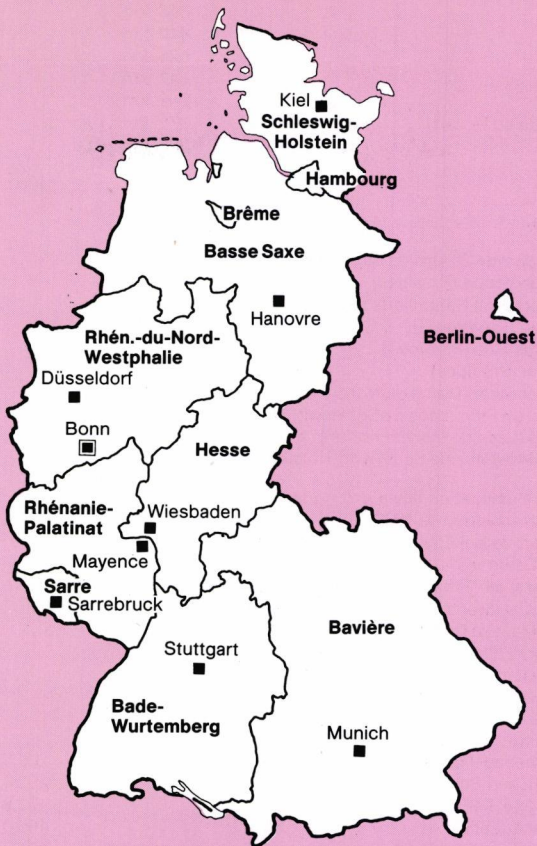 Kiel
Schleswig-
Holstein
Hambourg
Brême
Basse Saxe
Hanovre
Berlin-Ouest
Rhén.-du-Nord-
Westphalie
Düsseldorf
Bonn
Hesse
Rhénanie-
Palatinat
Wiesbaden
Mayence
Sarre
Sarrebruck
Bavière
Stuttgart
Bade-
Wurtemberg
Munich